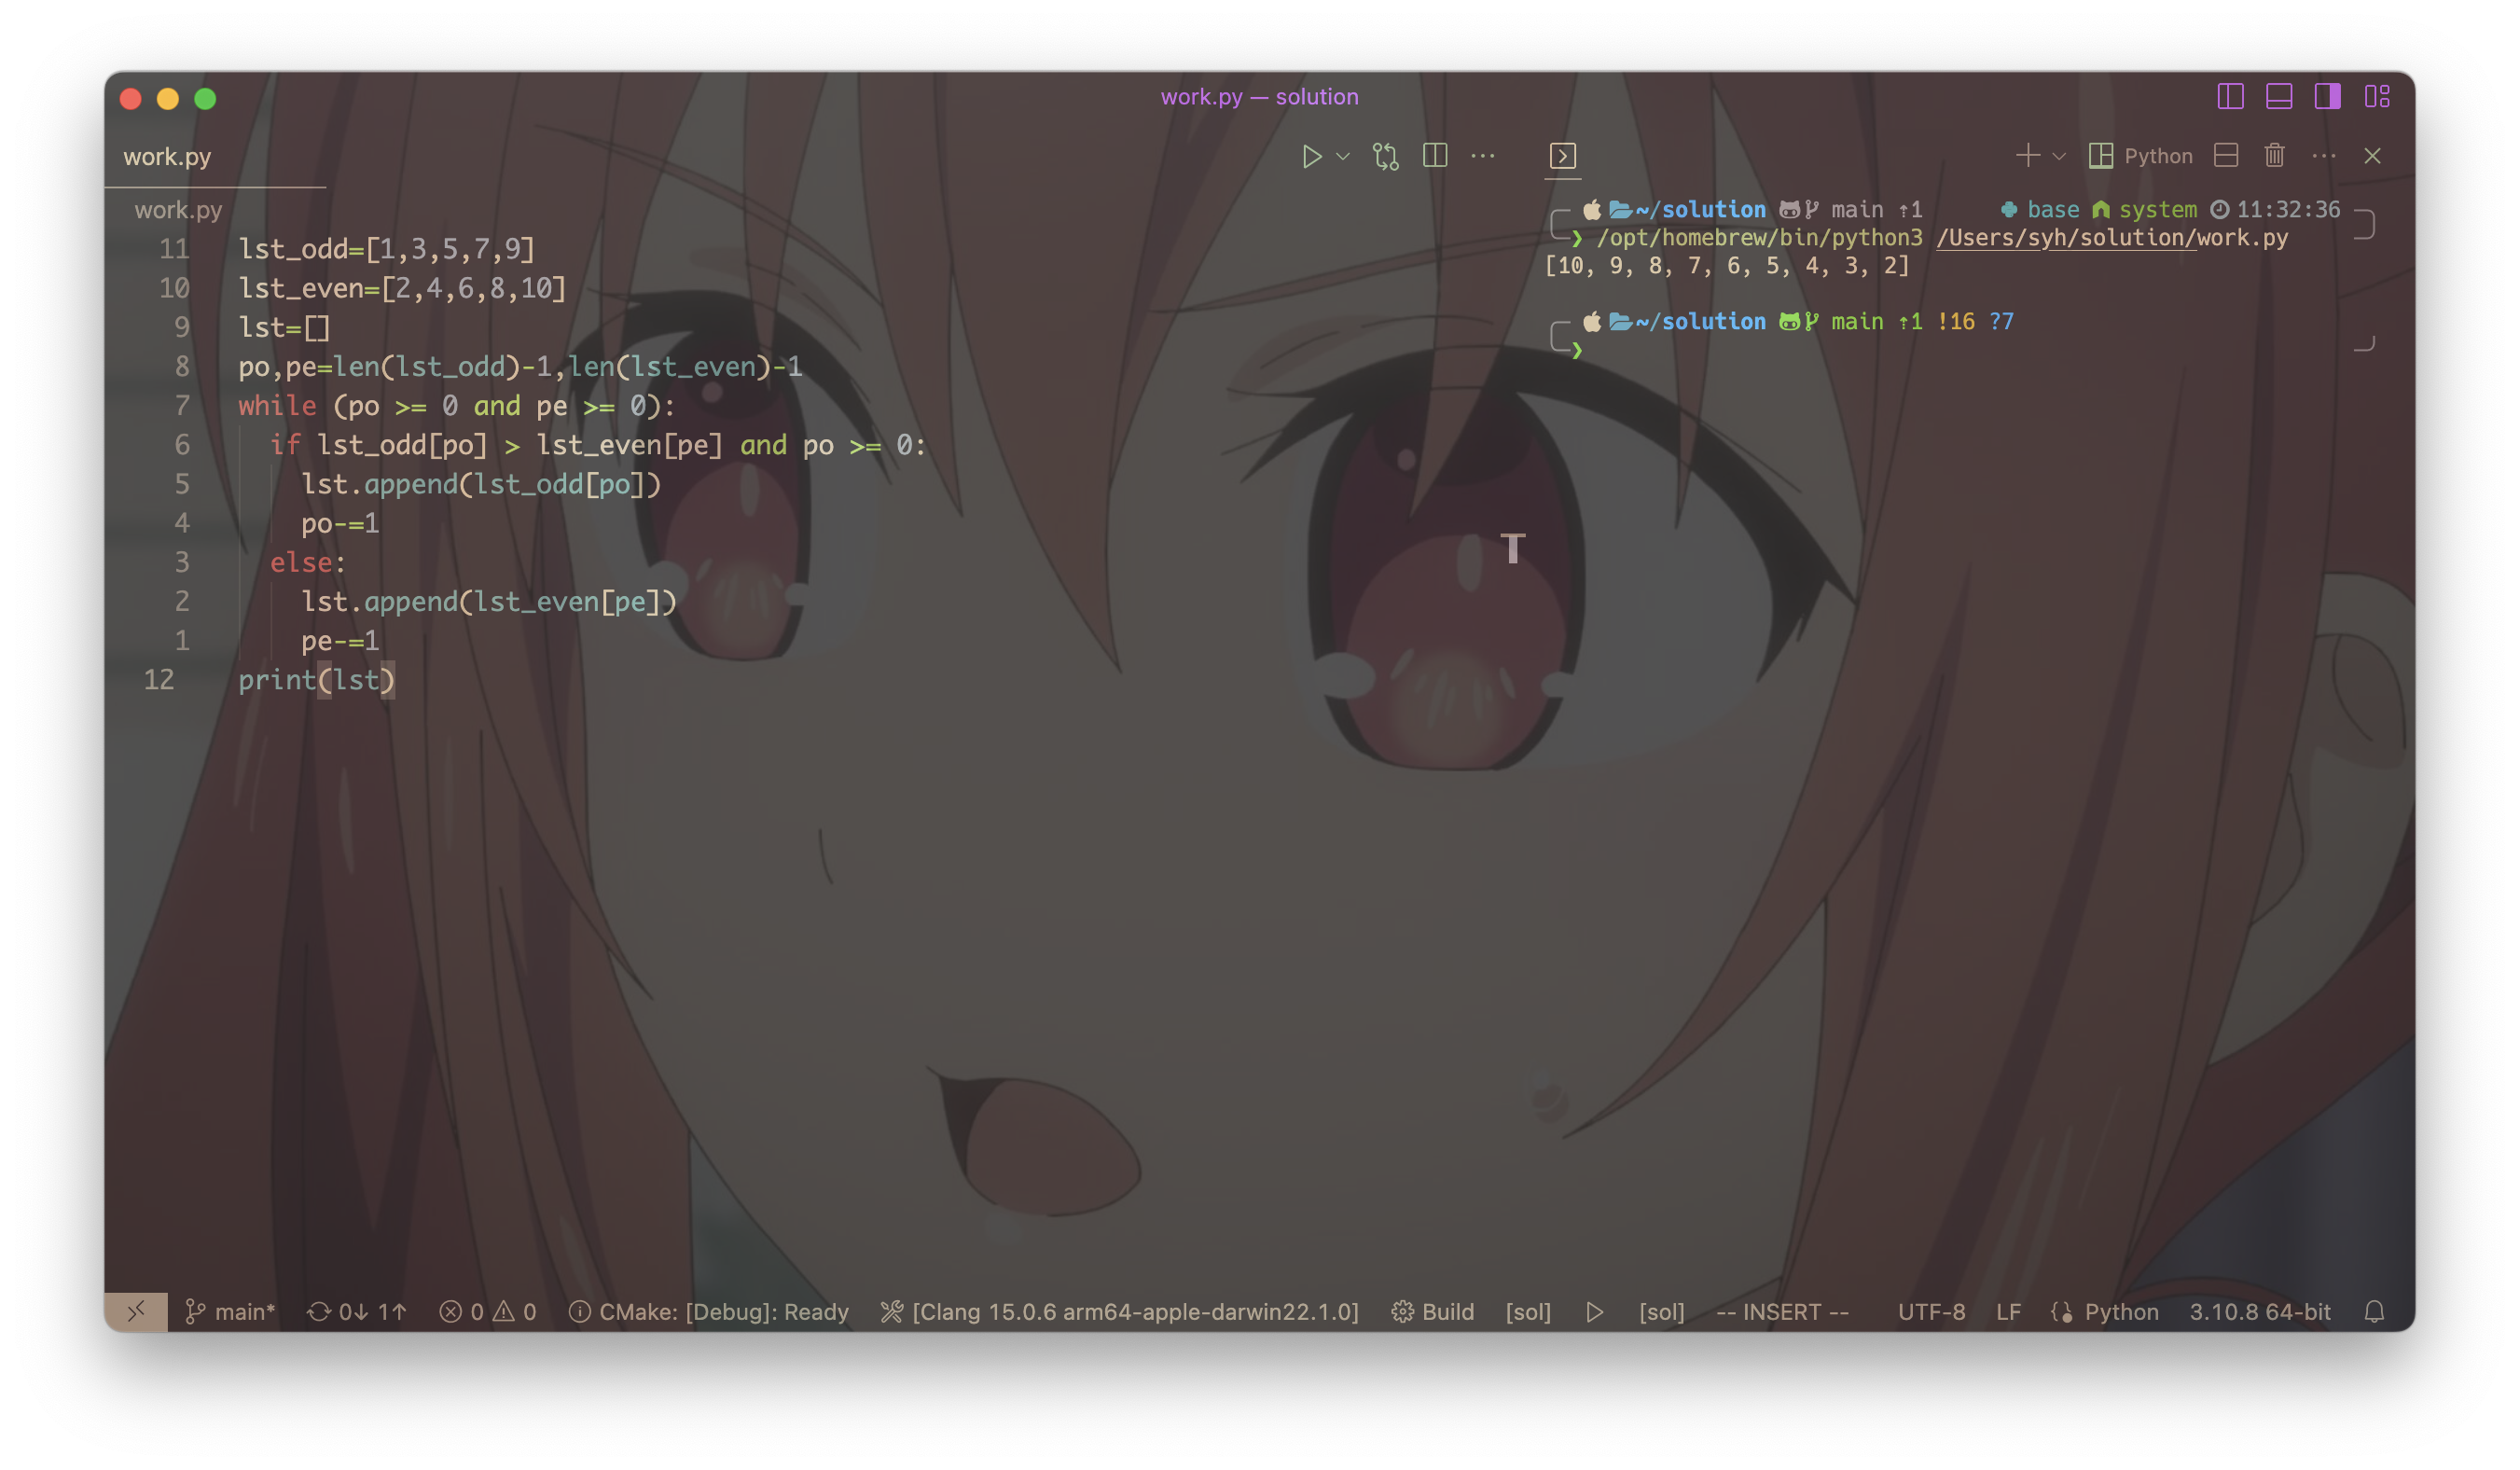 work.py — solution
work.py
Python
work.py
11 lst_odd=[1,3,5,7,9]
10 lst_even=[2,4,6,8,10]
9 lst=[]
8 po,pe=len(lst_odd)-1,len(lst_even)-1
7 while (po >= 0 and pe >= 0):
6 if lst_odd[po] > lst_even[pe] and po >= 0:
5 lst.append(lst_odd[po])
4 po-=1
3 else:
2 lst.append(lst_even[pe])
1 pe-=1
12 print(lst)
~/solution main ⇡1 base system 11:32:36
❯ /opt/homebrew/bin/python3 /Users/syh/solution/work.py
[10, 9, 8, 7, 6, 5, 4, 3, 2]
~/solution main ⇡1 !16 ?7
❯
main* 0↓ 1↑ 0 0 CMake: [Debug]: Ready [Clang 15.0.6 arm64-apple-darwin22.1.0] Build [sol] [sol] -- INSERT -- UTF-8 LF Python 3.10.8 64-bit